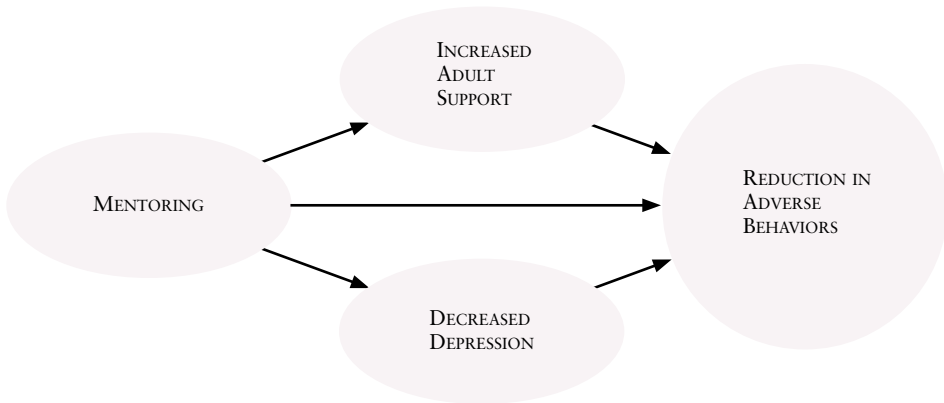 INCREASED
ADULT
SUPPORT
MENTORING
REDUCTION IN
ADVERSE
BEHAVIORS
DECREASED
DEPRESSION